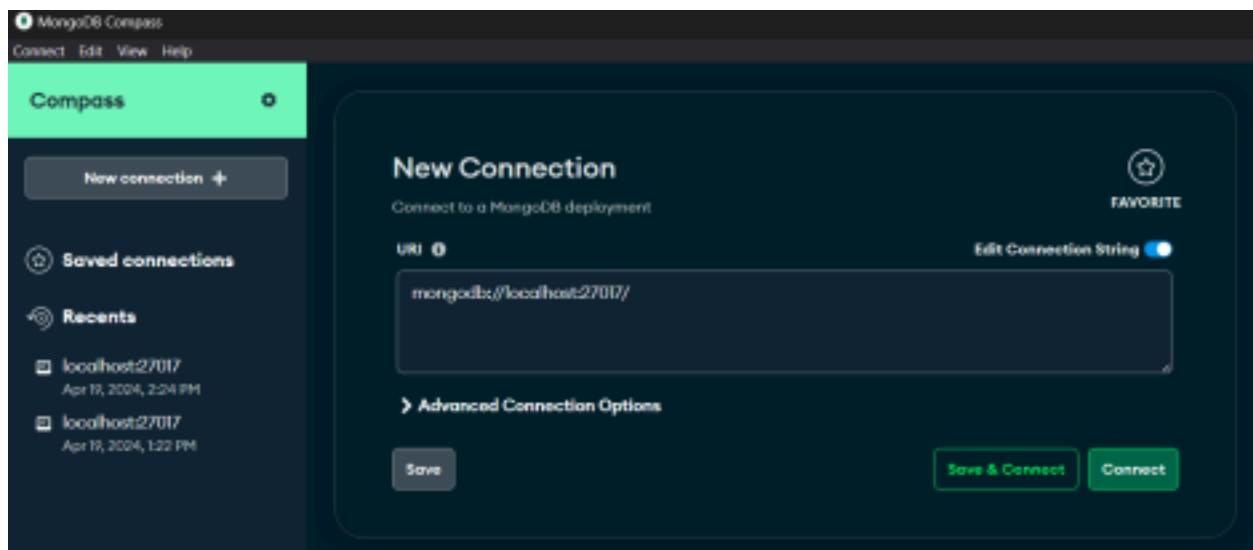 MongoDB Compass
Connect Edit View Help
Compass
New connection +
Saved connections
Recents
localhost:27017
Apr 19, 2024, 2:24 PM
localhost:27017
Apr 19, 2024, 1:22 PM
New Connection
FAVORITE
Connect to a MongoDB deployment
URI
Edit Connection String
mongodb://localhost:27017/
Advanced Connection Options
Save
Save & Connect
Connect